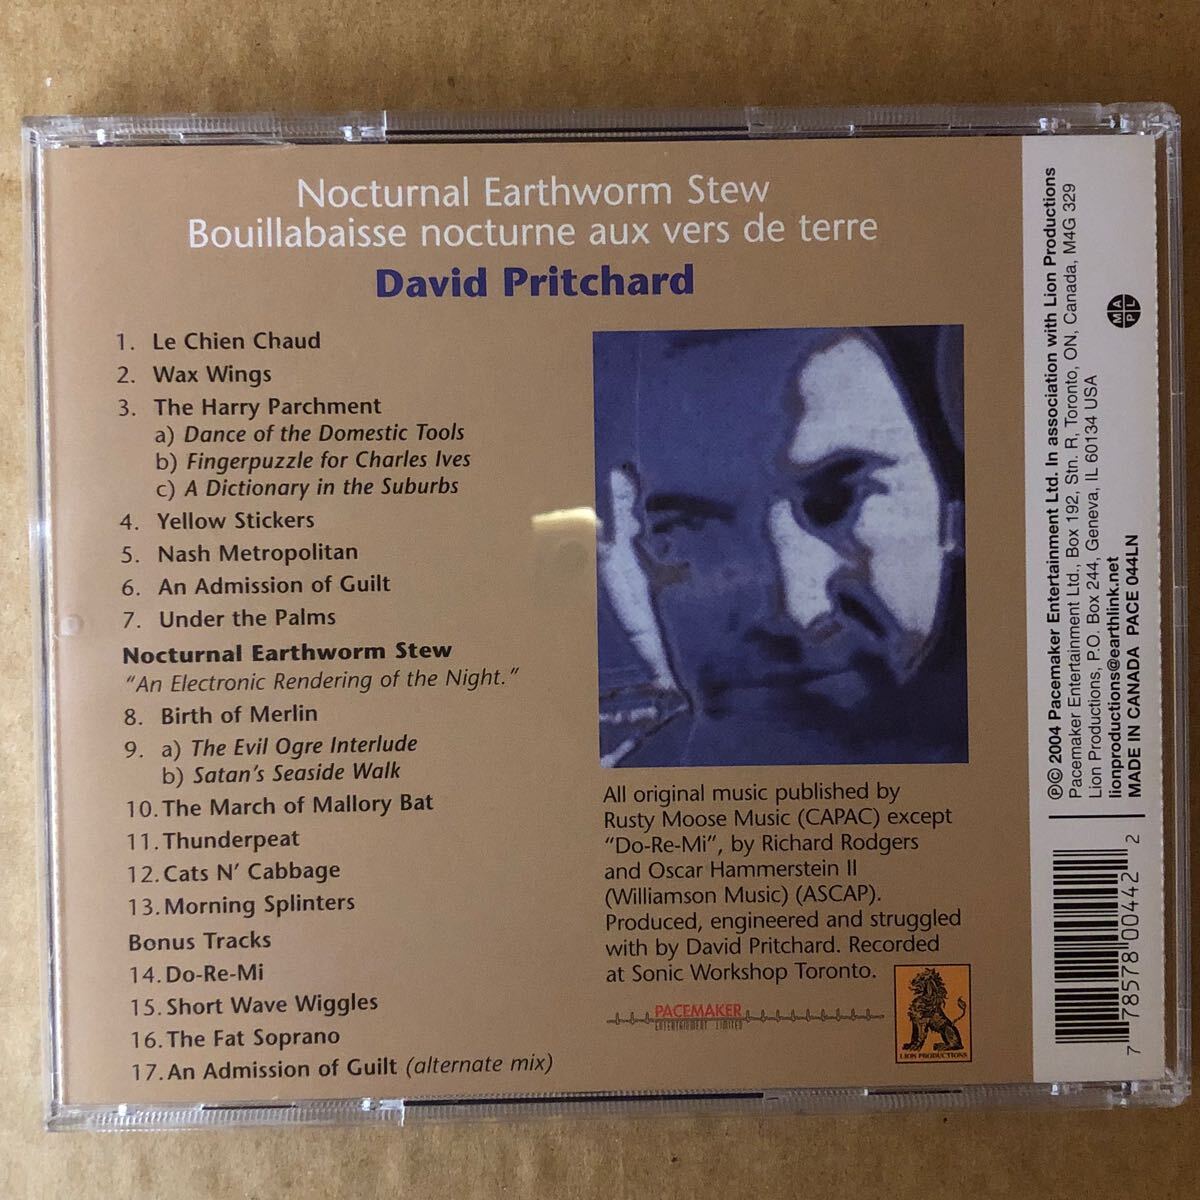 Nocturnal Earthworm Stew
Bouillabaisse nocturne aux vers de terre
David Pritchard
1. Le Chien Chaud
2. Wax Wings
3. The Harry Parchment
a) Dance of the Domestic Tools
b) Fingerpuzzle for Charles Ives
c) A Dictionary in the Suburbs
4. Yellow Stickers
5. Nash Metropolitan
6. An Admission of Guilt
7. Under the Palms
Nocturnal Earthworm Stew
"An Electronic Rendering of the Night."
8. Birth of Merlin
9. a) The Evil Ogre Interlude
b) Satan's Seaside Walk
10. The March of Mallory Bat
11. Thunderpeat
12. Cats N' Cabbage
13. Morning Splinters
Bonus Tracks
14. Do-Re-Mi
15. Short Wave Wiggles
16. The Fat Soprano
17. An Admission of Guilt (alternate mix)
All original music published by
Rusty Moose Music (CAPAC) except
"Do-Re-Mi", by Richard Rodgers
and Oscar Hammerstein II
(Williamson Music) (ASCAP).
Produced, engineered and struggled
with by David Pritchard. Recorded
at Sonic Workshop Toronto.
PACEMAKER
ENTERTAINMENT LIMITED
LION PRODUCTIONS
℗© 2004 Pacemaker Entertainment Ltd. In association with Lion Productions
Pacemaker Entertainment Ltd., Box 192, Stn. R, Toronto, ON, Canada, M4G 329
Lion Productions, P.O. Box 244, Geneva, IL 60134 USA
lionproductions@earthlink.net
MADE IN CANADA PACE 044LN
M A P L
7 78578 00442 2